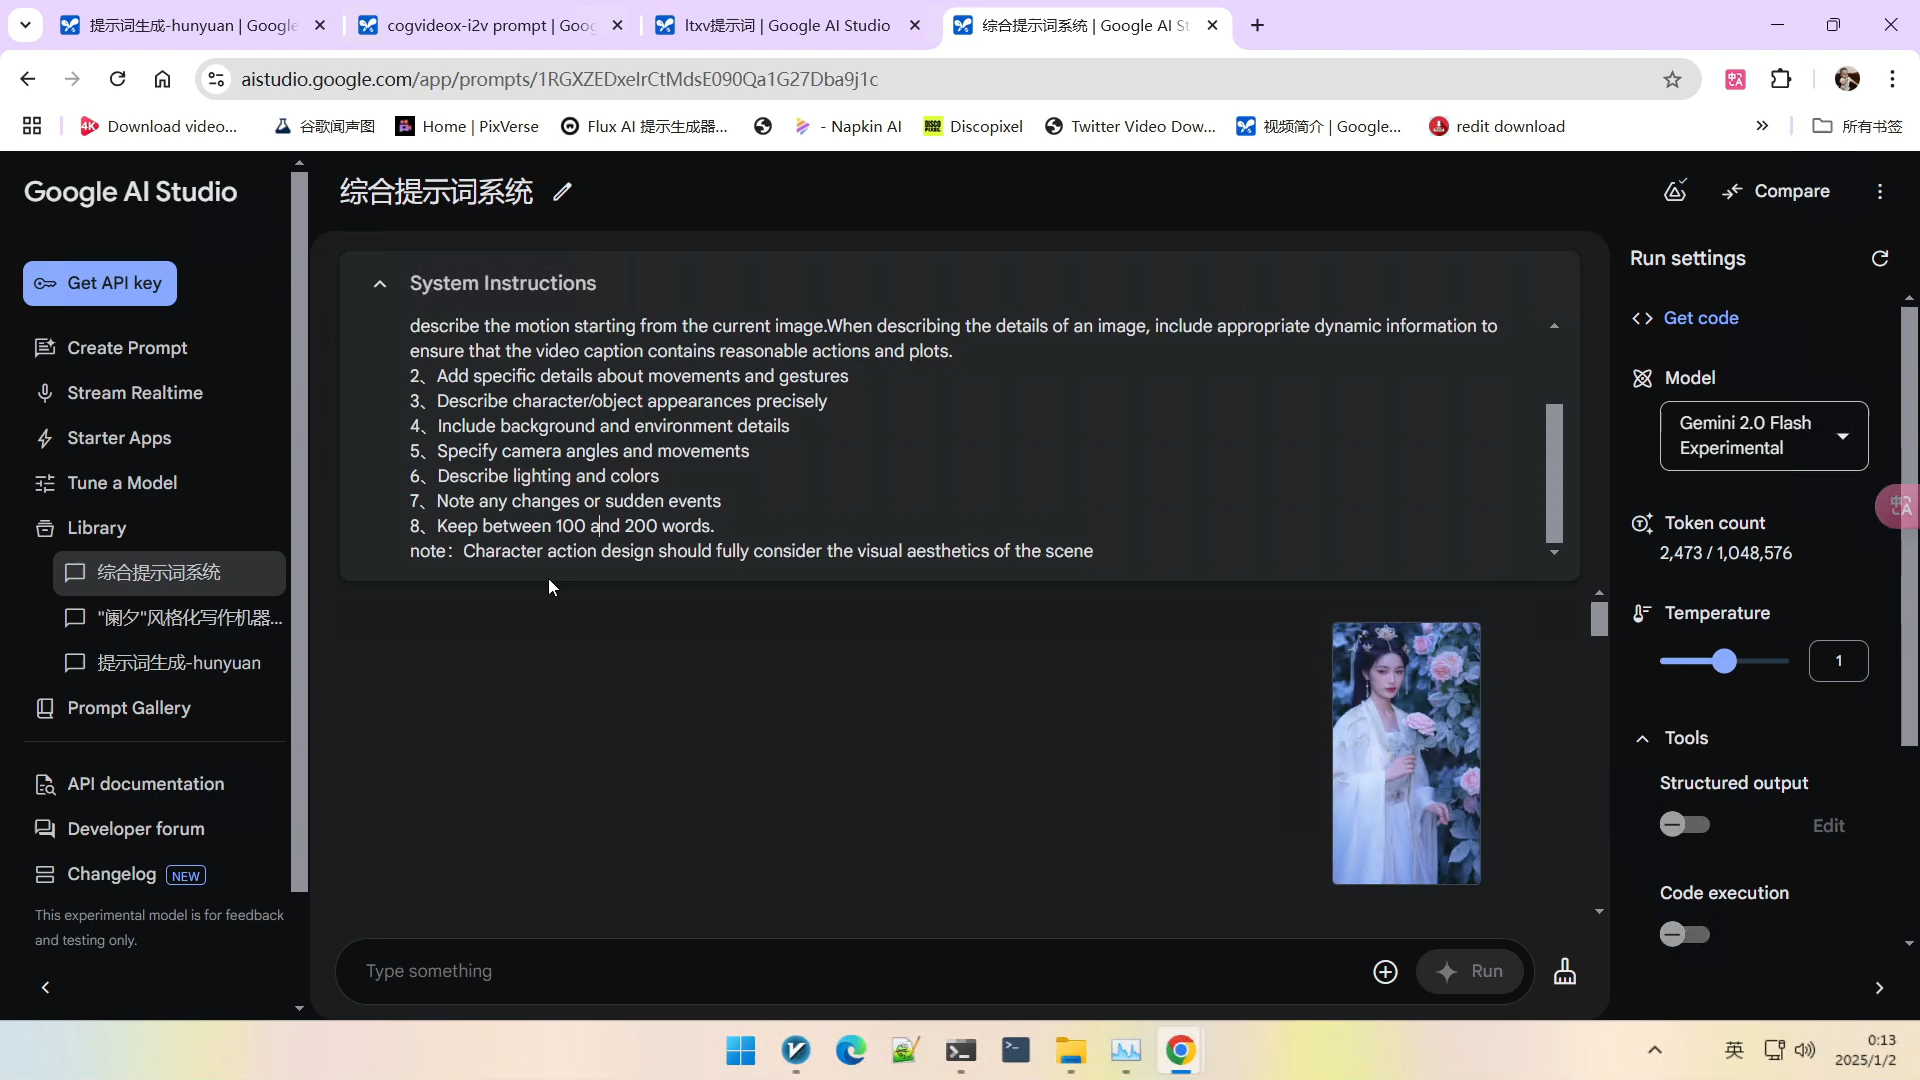 提示词生成-hunyuan | Google
cogvideox-i2v prompt | Goog
ltxv提示词 | Google AI Studio
综合提示词系统 | Google AI St
aistudio.google.com/app/prompts/1RGXZEDxeIrCtMdsE090Qa1G27Dba9j1c
Download video...
谷歌闻声图
Home | PixVerse
Flux AI 提示生成器...
- Napkin AI
Discopixel
Twitter Video Dow...
视频简介 | Google...
redit download
所有书签
Google AI Studio
综合提示词系统
Compare
Get API key
Create Prompt
Stream Realtime
Starter Apps
Tune a Model
Library
综合提示词系统
"阑夕"风格化写作机器...
提示词生成-hunyuan
Prompt Gallery
API documentation
Developer forum
Changelog NEW
This experimental model is for feedback
and testing only.
System Instructions
describe the motion starting from the current image.When describing the details of an image, include appropriate dynamic information to
ensure that the video caption contains reasonable actions and plots.
2、Add specific details about movements and gestures
3、Describe character/object appearances precisely
4、Include background and environment details
5、Specify camera angles and movements
6、Describe lighting and colors
7、Note any changes or sudden events
8、Keep between 100 and 200 words.
note：Character action design should fully consider the visual aesthetics of the scene
Type something
Run
Run settings
Get code
Model
Gemini 2.0 Flash
Experimental
Token count
2,473 / 1,048,576
Temperature
1
Tools
Structured output
Edit
Code execution
英
0:13
2025/1/2